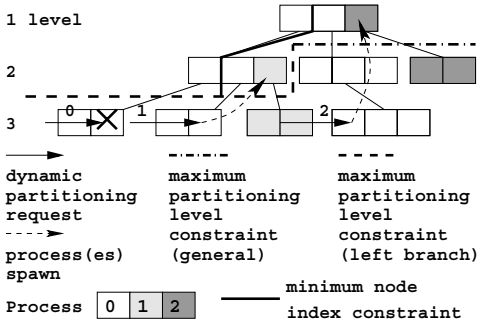 1 level
2
3
0
1
2
dynamic
partitioning
request
process(es)
spawn
maximum
partitioning
level
constraint
(general)
maximum
partitioning
level
constraint
(left branch)
Process 0 1 2
minimum node
index constraint